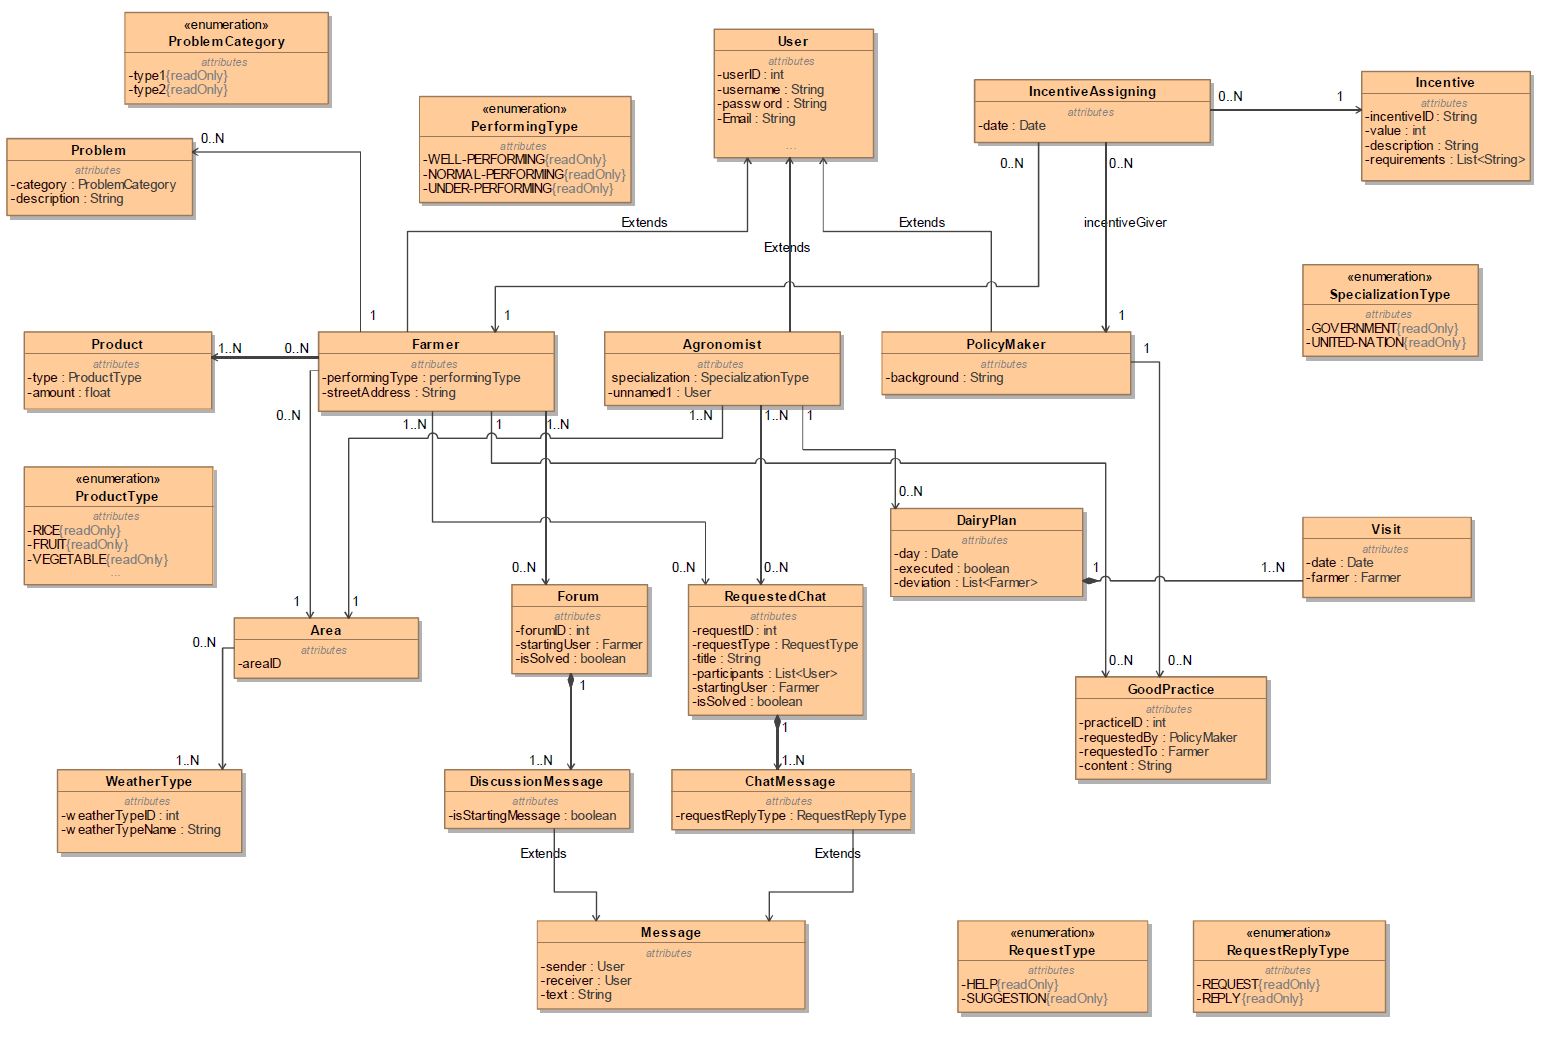 «enumeration»
ProblemCategory
attributes
-type1{readOnly}
-type2{readOnly}
User
attributes
-userID : int
-username : String
-password : String
-Email : String
...
«enumeration»
PerformingType
attributes
-WELL-PERFORMING{readOnly}
-NORMAL-PERFORMING{readOnly}
-UNDER-PERFORMING{readOnly}
IncentiveAssigning
attributes
-date : Date
0..N
1
Incentive
attributes
-incentiveID : String
-value : int
-description : String
-requirements : List<String>
Problem
attributes
-category : ProblemCategory
-description : String
0..N
0..N
0..N
Extends
Extends
Extends
incentiveGiver
«enumeration»
SpecializationType
attributes
-GOVERNMENT{readOnly}
-UNITED-NATION{readOnly}
1
1
1
Product
attributes
-type : ProductType
-amount : float
1..N
0..N
Farmer
attributes
-performingType : performingType
-streetAddress : String
Agronomist
attributes
specialization : SpecializationType
-unnamed1 : User
PolicyMaker
attributes
-background : String
1
0..N
1..N
1
1..N
1..N
1..N
1
«enumeration»
ProductType
attributes
-RICE{readOnly}
-FRUIT{readOnly}
-VEGETABLE{readOnly}
...
0..N
DairyPlan
attributes
-day : Date
-executed : boolean
-deviation : List<Farmer>
1
1..N
Visit
attributes
-date : Date
-farmer : Farmer
0..N
0..N
0..N
1
1
Area
attributes
-areaID
0..N
1..N
Forum
attributes
-forumID : int
-startingUser : Farmer
-isSolved : boolean
1
1..N
RequestedChat
attributes
-requestID : int
-requestType : RequestType
-title : String
-participants : List<User>
-startingUser : Farmer
-isSolved : boolean
1
1..N
0..N
0..N
GoodPractice
attributes
-practiceID : int
-requestedBy : PolicyMaker
-requestedTo : Farmer
-content : String
WeatherType
attributes
-weatherTypeID : int
-weatherTypeName : String
DiscussionMessage
attributes
-isStartingMessage : boolean
ChatMessage
attributes
-requestReplyType : RequestReplyType
Extends
Extends
Message
attributes
-sender : User
-receiver : User
-text : String
«enumeration»
RequestType
attributes
-HELP{readOnly}
-SUGGESTION{readOnly}
«enumeration»
RequestReplyType
attributes
-REQUEST{readOnly}
-REPLY{readOnly}